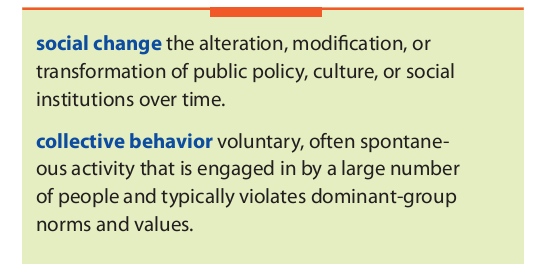 social change the alteration, modification, or
transformation of public policy, culture, or social
institutions over time.
collective behavior voluntary, often spontane-
ous activity that is engaged in by a large number
of people and typically violates dominant-group
norms and values.